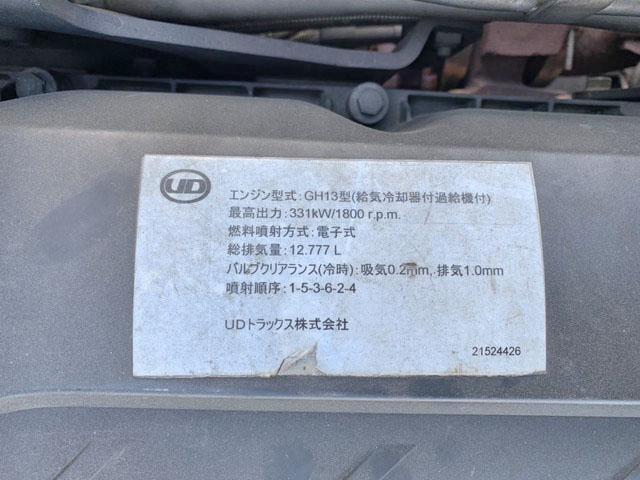 UD
エンジン型式:GH13型(給気冷却器付過給機付)
最高出力:331kW/1800 r.p.m.
燃料噴射方式:電子式
総排気量:12.777 L
バルブクリアランス(冷時):吸気0.2mm, 排気1.0mm
噴射順序:1-5-3-6-2-4
UDトラックス株式会社
21524426